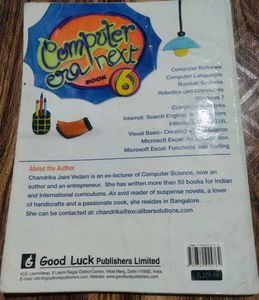 Computer
era next
BOOK 6
Computer Software
Computer Languages
Number Systems
Robotics and Computers
Windows 7
Internet: Search Engines
Visual Basic- Creating
Microsoft Excel: An
Microsoft Excel: Functions and Sorting
About the Author
Chandrika Jaini Vedam is an ex-lecturer of Computer Science, now an
author and an entrepreneur. She has written more than 50 books for Indian
and International curriculums. An avid reader of suspense novels, a lover
of handicrafts and a passionate cook, she resides in Bangalore.
She can be contacted at: chandrika@excalibersolutions.com
Good Luck
Publishers Limited